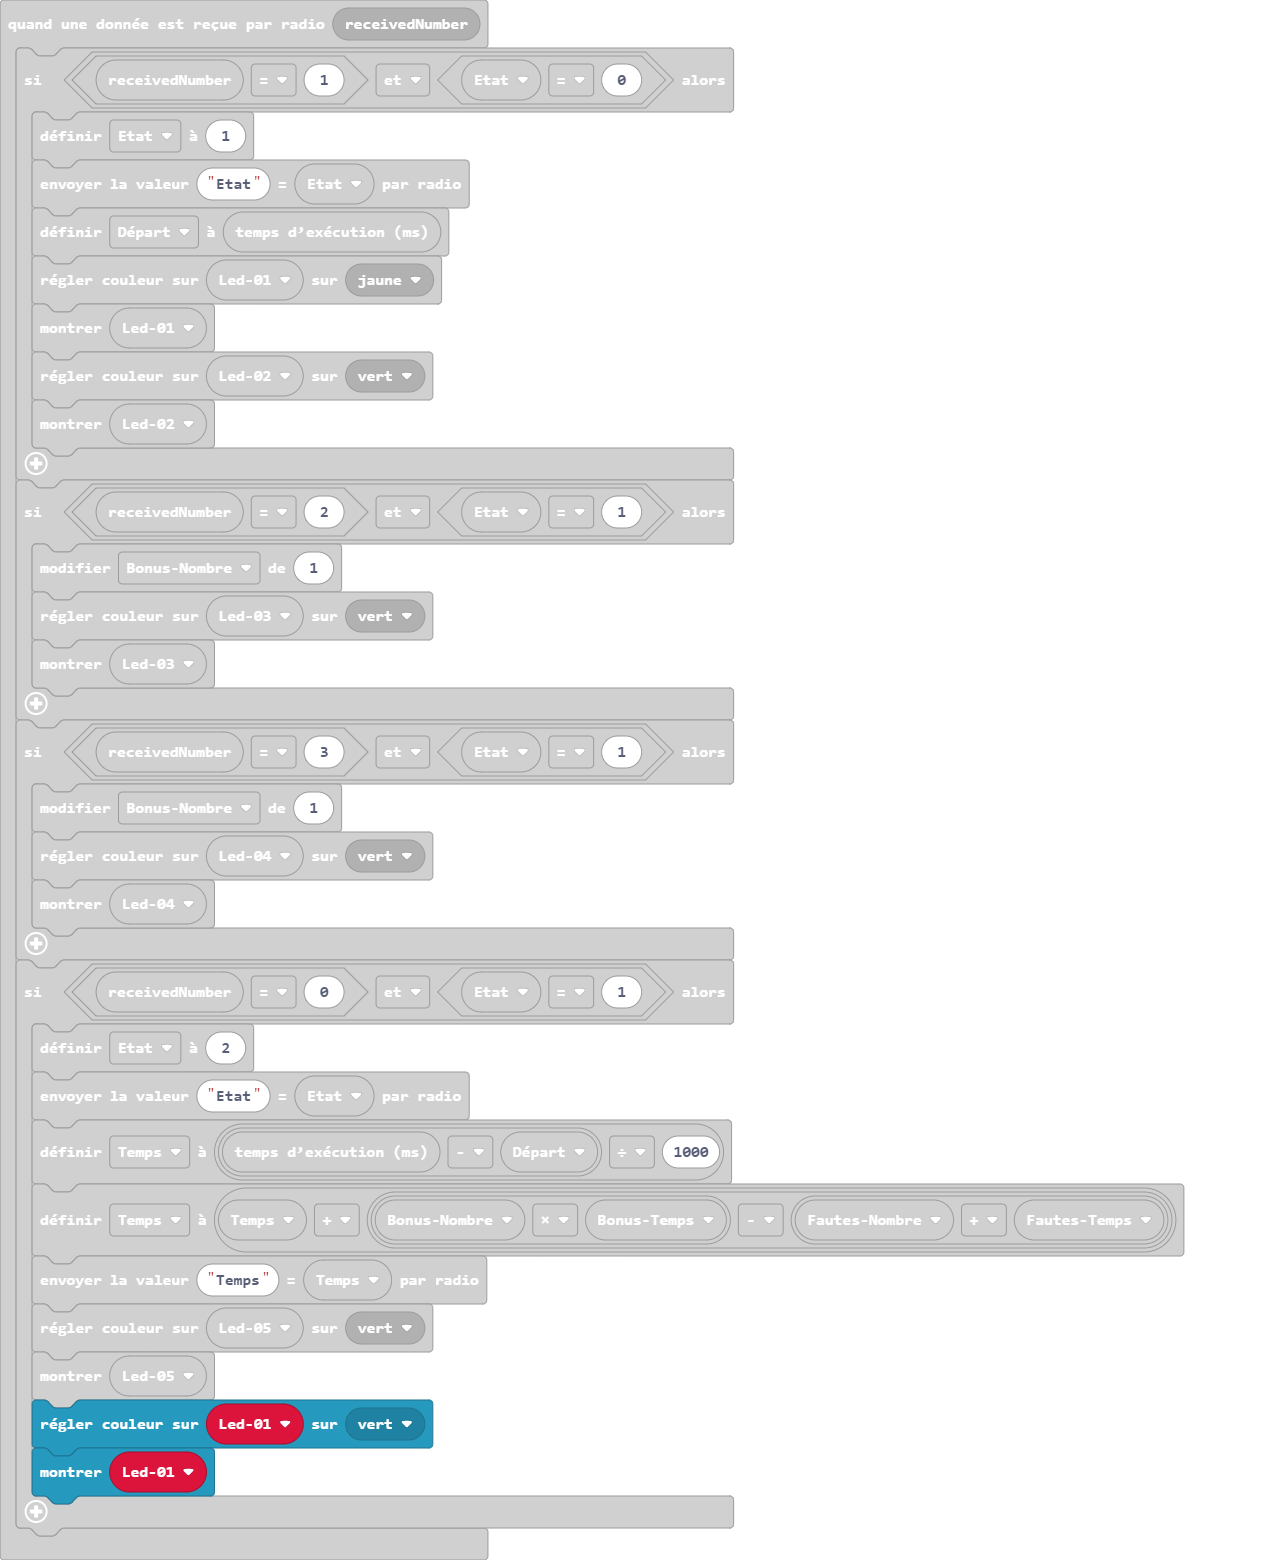 quand une donnée est reçue par radio receivedNumber
si receivedNumber = 1 et Etat = 0 alors
définir Etat à 1
envoyer la valeur "Etat" = Etat par radio
définir Départ à temps d’exécution (ms)
régler couleur sur Led-01 sur jaune
montrer Led-01
régler couleur sur Led-02 sur vert
montrer Led-02
si receivedNumber = 2 et Etat = 1 alors
modifier Bonus-Nombre de 1
régler couleur sur Led-03 sur vert
montrer Led-03
si receivedNumber = 3 et Etat = 1 alors
modifier Bonus-Nombre de 1
régler couleur sur Led-04 sur vert
montrer Led-04
si receivedNumber = 0 et Etat = 1 alors
définir Etat à 2
envoyer la valeur "Etat" = Etat par radio
définir Temps à temps d’exécution (ms) - Départ ÷ 1000
définir Temps à Temps + Bonus-Nombre × Bonus-Temps - Fautes-Nombre + Fautes-Temps
envoyer la valeur "Temps" = Temps par radio
régler couleur sur Led-05 sur vert
montrer Led-05
régler couleur sur Led-01 sur vert
montrer Led-01